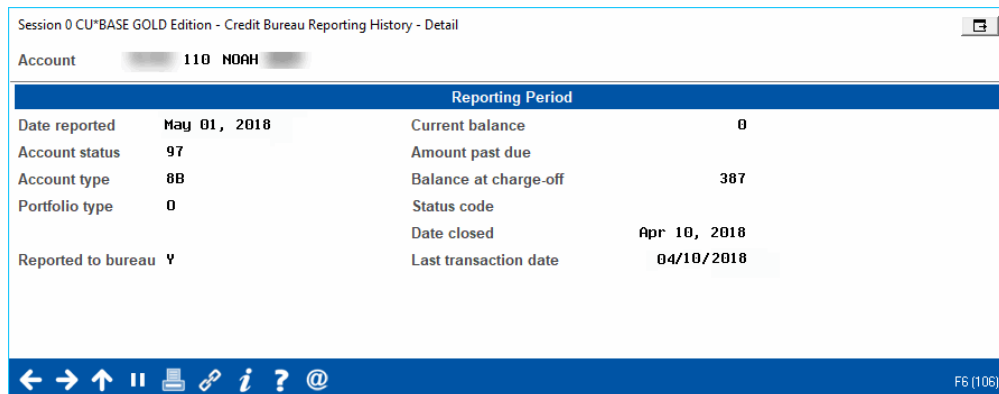 Session 0 CU*BASE GOLD Edition - Credit Bureau Reporting History - Detail
Account 110 NOAH
Reporting Period
Date reported May 01, 2018 Current balance 0
Account status 97 Amount past due
Account type 8B Balance at charge-off 387
Portfolio type O Status code
Date closed Apr 10, 2018
Reported to bureau Y Last transaction date 04/10/2018
F6 (106)